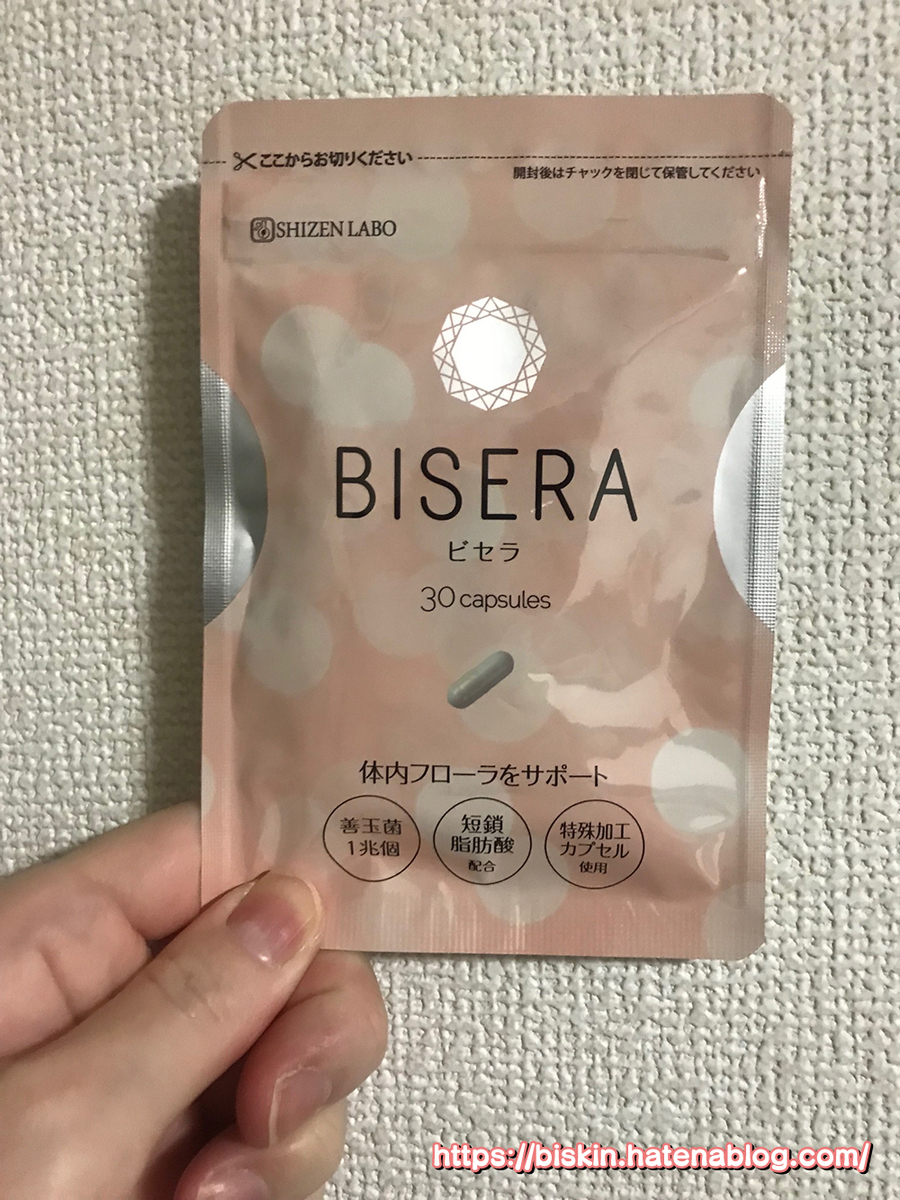 ここからお切りください
開封後はチャックを閉じて保管してください
SHIZEN LABO
BISERA
ビセラ
30 capsules
体内フローラをサポート
善玉菌
1兆個
短鎖
脂肪酸
配合
特殊加工
カプセル
使用
https://biskin.hatenablog.com/